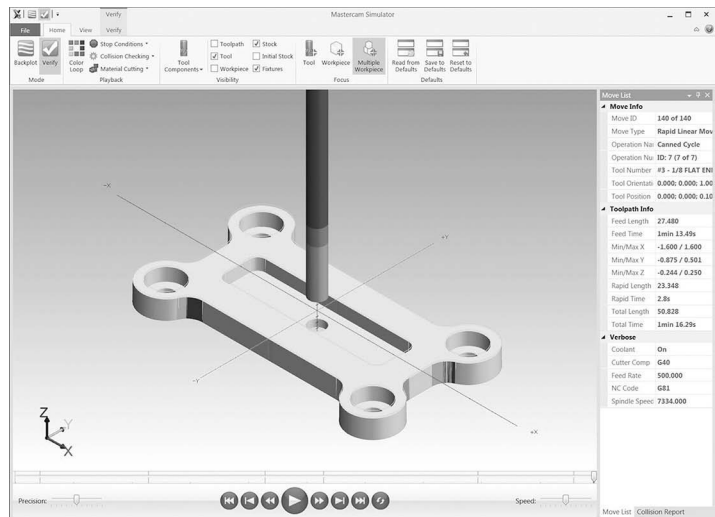 Verify
Mastercam Simulator
File Home View Verify
Backplot Verify
Mode
Color Loop
Stop Conditions
Collision Checking
Material Cutting
Playback
Tool Components
Toolpath Stock
Tool Initial Stock
Workpiece Fixtures
Visibility
Tool Workpiece Multiple Workpiece
Focus
Read from Defaults
Save to Defaults
Reset to Defaults
Defaults
Move List
Move Info
Move ID 140 of 140
Move Type Rapid Linear Mov
Operation Nai Canned Cycle
Operation Nu ID: 7 (7 of 7)
Tool Number #3 - 1/8 FLAT EN
Tool Orientati 0.000; 0.000; 1.00
Tool Position 0.000; 0.000; 0.10
Toolpath Info
Feed Length 27.480
Feed Time 1min 13.49s
Min/Max X -1.600 / 1.600
Min/Max Y -0.875 / 0.501
Min/Max Z -0.244 / 0.250
Rapid Length 23.348
Rapid Time 2.8s
Total Length 50.828
Total Time 1min 16.29s
Verbose
Coolant On
Cutter Comp G40
Feed Rate 500.000
NC Code G81
Spindle Speec 7334.000
-X
+Y
-Y
+X
Z
Y
X
Precision:
Speed:
Move List Collision Report